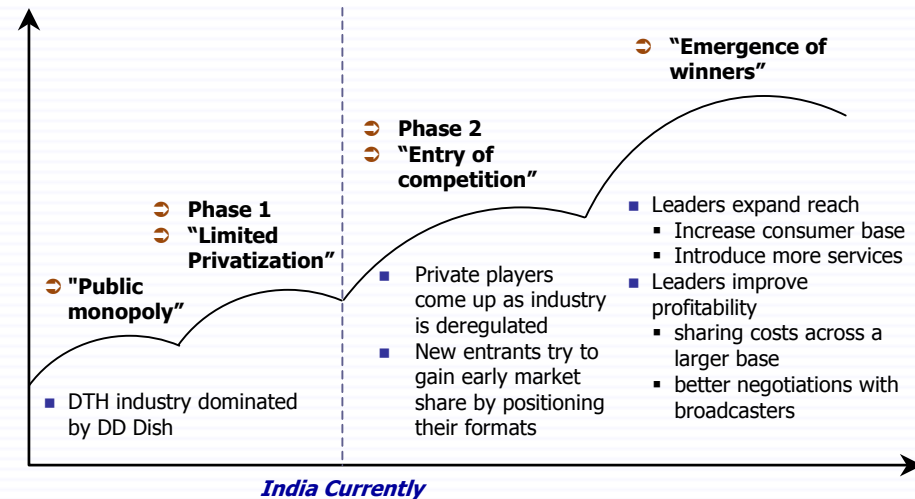 "Public
monopoly”
DTH industry dominated
by DD Dish
Phase 1
“Limited
Privatization”
Phase 2
“Entry of
competition”
Private players
come up as industry
is deregulated
New entrants try to
gain early market
share by positioning
their formats
“Emergence of
winners”
Leaders expand reach
Increase consumer base
Introduce more services
Leaders improve
profitability
sharing costs across a
larger base
better negotiations with
broadcasters
India Currently